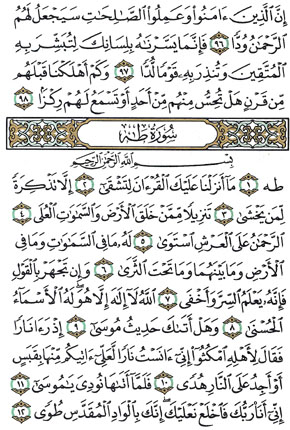 إِنَّ ٱلَّذِينَ ءَامَنُوا۟ وَعَمِلُوا۟ ٱلصَّـٰلِحَـٰتِ سَيَجْعَلُ لَهُمُ
ٱلرَّحْمَـٰنُ وُدًّا ٩٦ فَإِنَّمَا يَسَّرْنَـٰهُ بِلِسَانِكَ لِتُبَشِّرَ بِهِ
ٱلْمُتَّقِينَ وَتُنذِرَ بِهِۦ قَوْمًا لُّدًّا ٩٧ وَكَمْ أَهْلَكْنَا قَبْلَهُم
مِّن قَرْنٍ هَلْ تُحِسُّ مِنْهُم مِّنْ أَحَدٍ أَوْ تَسْمَعُ لَهُمْ رِكْزًۢا ٩٨
سُورَةُ طه
بِسْمِ ٱللَّهِ ٱلرَّحْمَـٰنِ ٱلرَّحِيمِ
طه ١ مَآ أَنزَلْنَا عَلَيْكَ ٱلْقُرْءَانَ لِتَشْقَىٰٓ ٢ إِلَّا تَذْكِرَةً
لِّمَن يَخْشَىٰ ٣ تَنزِيلًا مِّمَّنْ خَلَقَ ٱلْأَرْضَ وَٱلسَّمَـٰوَٰتِ ٱلْعُلَى ٤
ٱلرَّحْمَـٰنُ عَلَى ٱلْعَرْشِ ٱسْتَوَىٰ ٥ لَهُۥ مَا فِى ٱلسَّمَـٰوَٰتِ وَمَا فِى
ٱلْأَرْضِ وَمَا بَيْنَهُمَا وَمَا تَحْتَ ٱلثَّرَىٰ ٦ وَإِن تَجْهَرْ بِٱلْقَوْلِ
فَإِنَّهُۥ يَعْلَمُ ٱلسِّرَّ وَأَخْفَى ٧ ٱللَّهُ لَآ إِلَـٰهَ إِلَّا هُوَ ۖ لَهُ ٱلْأَسْمَآءُ
ٱلْحُسْنَىٰ ٨ وَهَلْ أَتَىٰكَ حَدِيثُ مُوسَىٰٓ ٩ إِذْ رَءَا نَارًا
فَقَالَ لِأَهْلِهِ ٱمْكُثُوٓا۟ إِنِّىٓ ءَانَسْتُ نَارًا لَّعَلِّىٓ ءَاتِيكُم مِّنْهَا بِقَبَسٍ
أَوْ أَجِدُ عَلَى ٱلنَّارِ هُدًى ١٠ فَلَمَّآ أَتَىٰهَا نُودِىَ يَـٰمُوسَىٰٓ ١١
إِنِّىٓ أَنَا۠ رَبُّكَ فَٱخْلَعْ نَعْلَيْكَ ۖ إِنَّكَ بِٱلْوَادِ ٱلْمُقَدَّسِ طُوًى ١٢